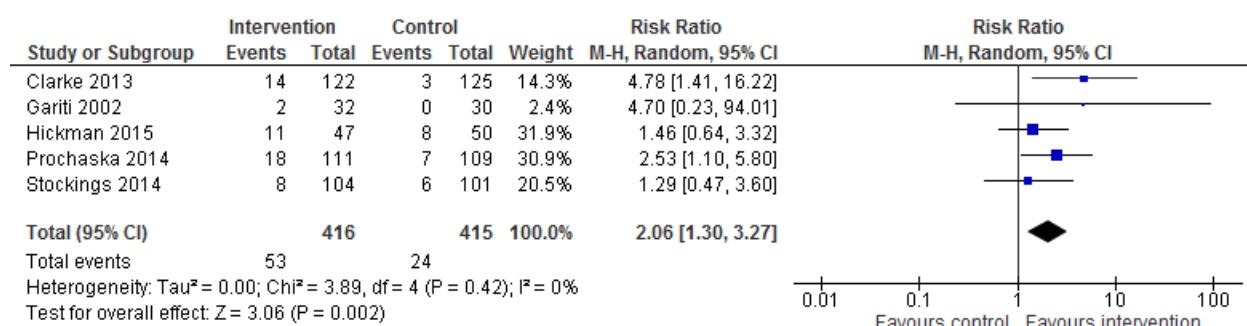 Intervention Control Risk Ratio Risk Ratio
Study or Subgroup Events Total Events Total Weight M-H, Random, 95% CI M-H, Random, 95% CI
Clarke 2013 14 122 3 125 14.3% 4.78 [1.41, 16.22]
Gariti 2002 2 32 0 30 2.4% 4.70 [0.23, 94.01]
Hickman 2015 11 47 8 50 31.9% 1.46 [0.64, 3.32]
Prochaska 2014 18 111 7 109 30.9% 2.53 [1.10, 5.80]
Stockings 2014 8 104 6 101 20.5% 1.29 [0.47, 3.60]
Total (95% CI) 416 415 100.0% 2.06 [1.30, 3.27]
Total events 53 24
Heterogeneity: Tau² = 0.00; Chi² = 3.89, df = 4 (P = 0.42); I² = 0%
Test for overall effect: Z = 3.06 (P = 0.002)
0.01 0.1 1 10 100
Favours control Favours intervention